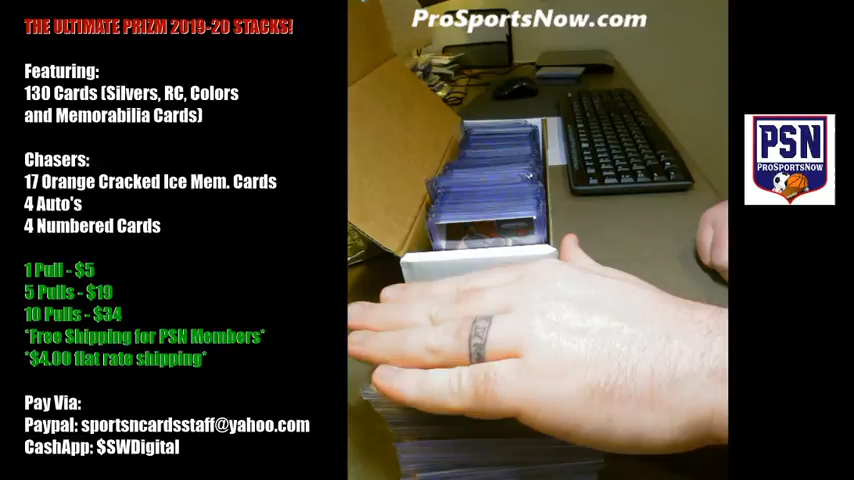 THE ULTIMATE PRIZM 2019-20 STACKS!
Featuring:
130 Cards (Silvers, RC, Colors
and Memorabilia Cards)
Chasers:
17 Orange Cracked Ice Mem. Cards
4 Auto's
4 Numbered Cards
1 Pull - $5
5 Pulls - $19
10 Pulls - $34
*Free Shipping for PSN Members*
*$4.00 flat rate shipping*
Pay Via:
Paypal: sportsncardsstaff@yahoo.com
CashApp: $SWDigital
ProSportsNow.com
PSN
PROSPORTSNOW